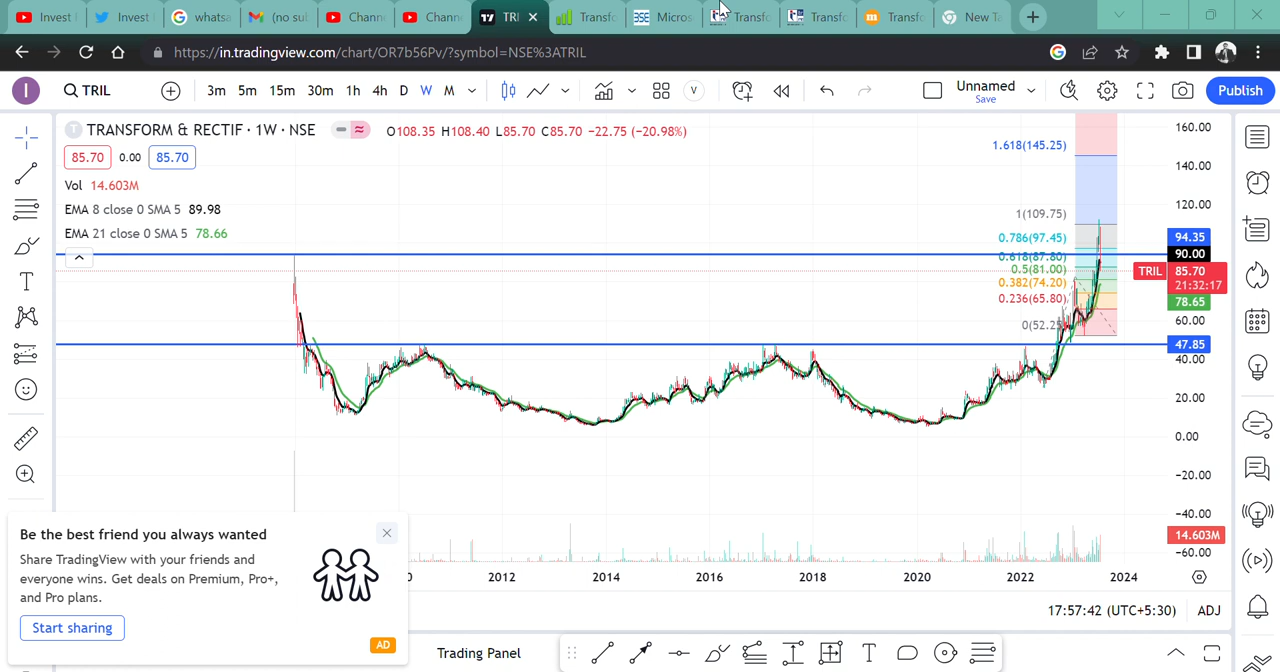 Invest
Invest
whatsa
(no sul
Chann
Chann
TRI
Transfo
Micros
Transfo
Transfo
Transfo
New Ta
https://in.tradingview.com/chart/OR7b56Pv/?symbol=NSE%3ATRIL
TRIL 3m 5m 15m 30m 1h 4h D W M Unnamed Save Publish
TRANSFORM & RECTIF · 1W · NSE O108.35 H108.40 L85.70 C85.70 −22.75 (−20.98%)
85.70 0.00 85.70
Vol 14.603M
EMA 8 close 0 SMA 5 89.98
EMA 21 close 0 SMA 5 78.66
1.618(145.25)
1(109.75)
0.786(97.45)
0.618(87.80)
0.5(81.00)
0.382(74.20)
0.236(65.80)
0(52.25
160.00
140.00
120.00
94.35
90.00
TRIL 85.70
21:32:17
78.65
60.00
47.85
40.00
20.00
0.00
−20.00
−40.00
14.603M
−60.00
2012 2014 2016 2018 2020 2022 2024
17:57:42 (UTC+5:30) ADJ
Be the best friend you always wanted
Share TradingView with your friends and
everyone wins. Get deals on Premium, Pro+,
and Pro plans.
Start sharing
AD
Trading Panel